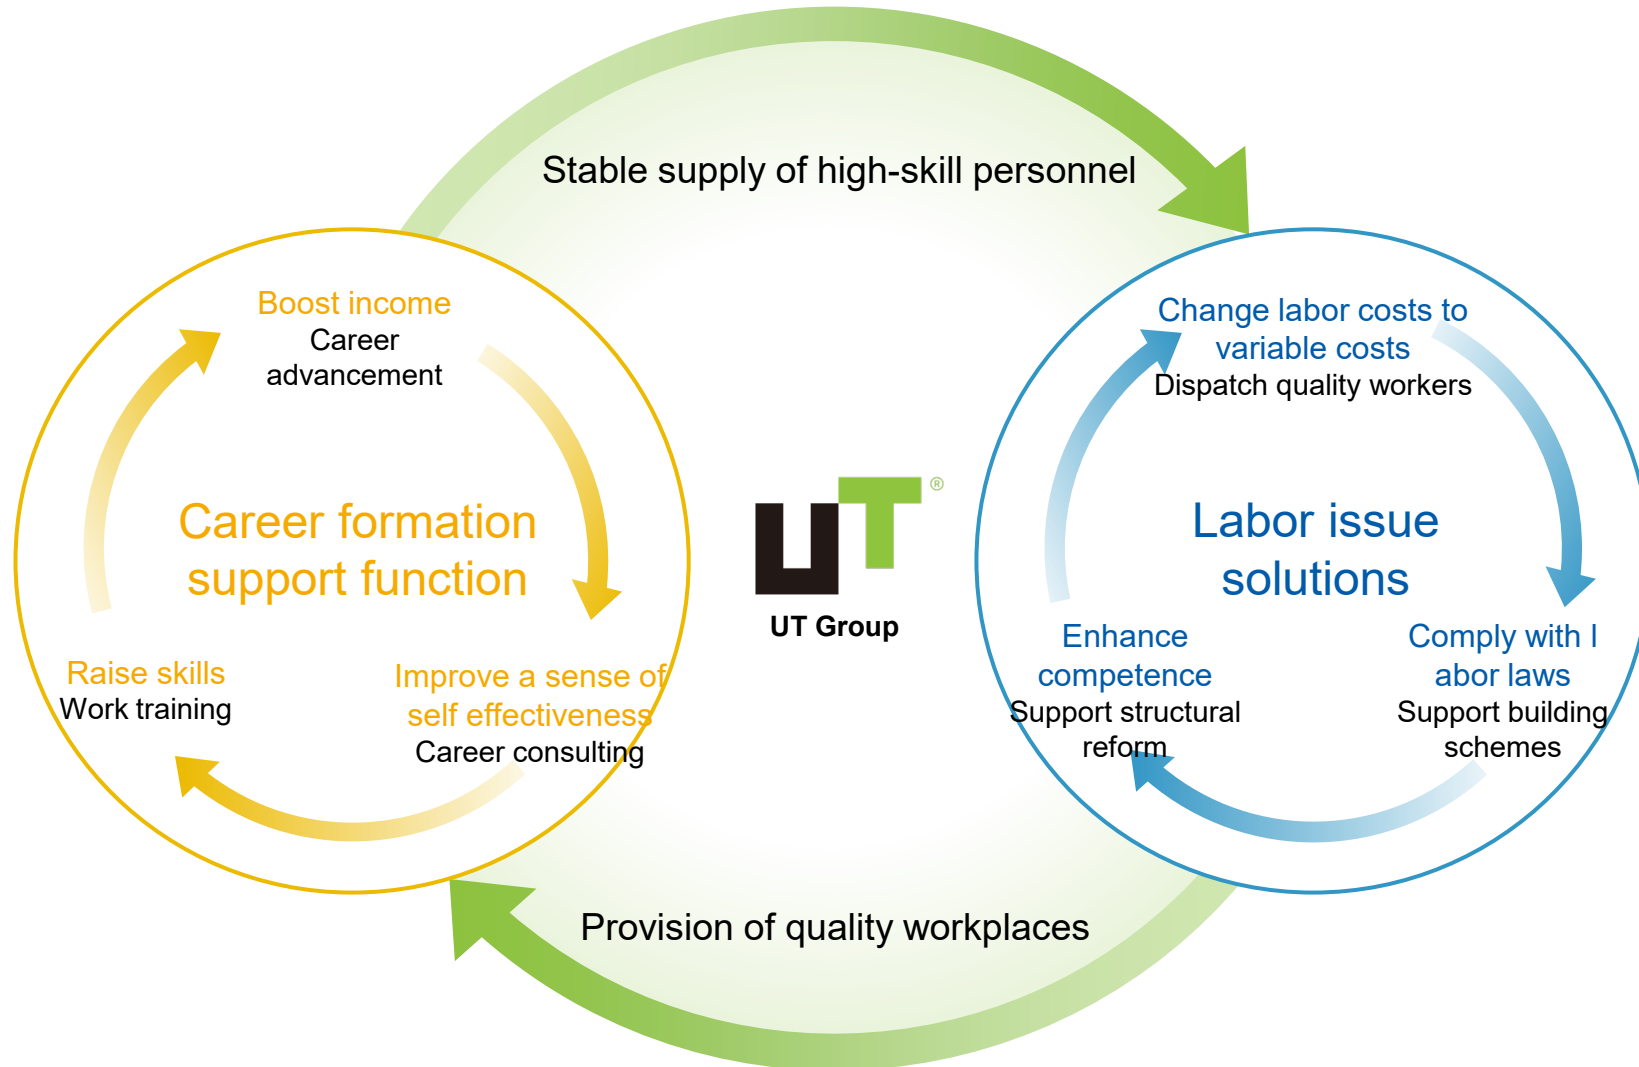 Stable supply of high-skill personnel
Boost income
Career
advancement
Career formation
support function
Raise skills
Work training
Improve a sense of
self effectiveness
Career consulting
UT®
UT Group
Change labor costs to
variable costs
Dispatch quality workers
Labor issue
solutions
Enhance
competence
Support structural
reform
Comply with l
abor laws
Support building
schemes
Provision of quality workplaces